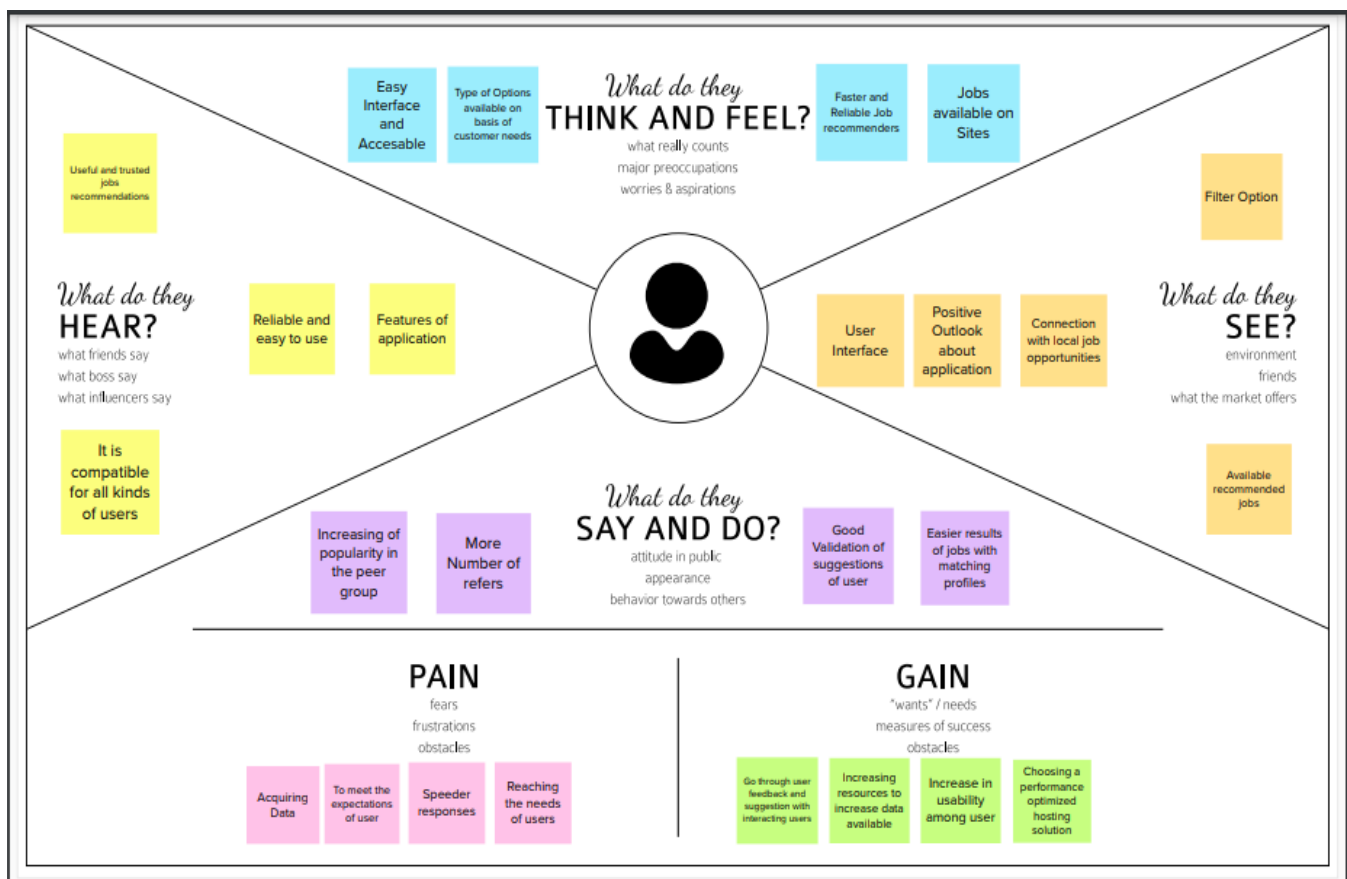 What do they
THINK AND FEEL?
what really counts
major preoccupations
worries & aspirations
Easy
Interface
and
Accesable
Type of Options
available on
basis of
customer needs
Faster and
Reliable Job
recommenders
Jobs
available on
Sites
Useful and trusted
jobs
recommendations
What do they
HEAR?
what friends say
what boss say
what influencers say
Reliable and
easy to use
Features of
application
It is
compatible
for all kinds
of users
User
Interface
Positive
Outlook
about
application
Connection
with local job
opportunities
Filter Option
What do they
SEE?
environment
friends
what the market offers
Available
recommended
jobs
What do they
SAY AND DO?
attitude in public
appearance
behavior towards others
Increasing of
popularity in
the peer
group
More
Number of
refers
Good
Validation of
suggestions
of user
Easier results
of jobs with
matching
profiles
PAIN
fears
frustrations
obstacles
Acquiring
Data
To meet the
expectations
of user
Speeder
responses
Reaching
the needs
of users
GAIN
"wants" / needs
measures of success
obstacles
Go through user
feedback and
suggestion with
interacting users
Increasing
resources to
increase data
available
Increase in
usability
among user
Choosing a
performance
optimized
hosting
solution